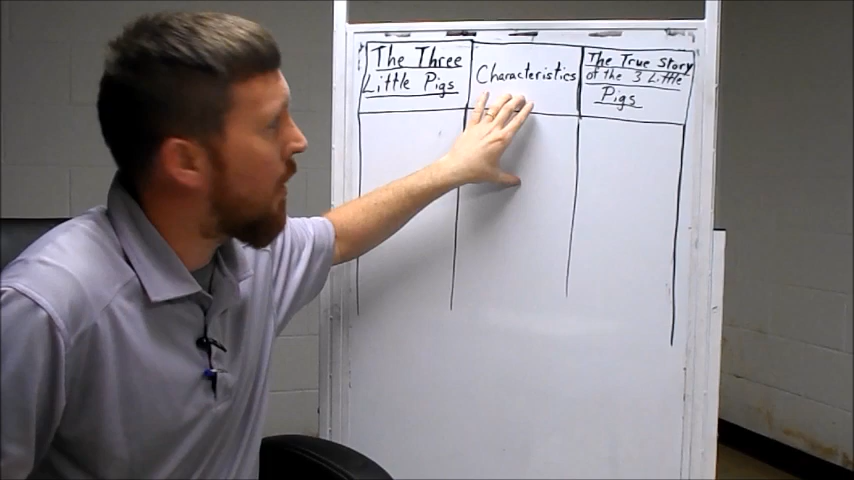 The Three
Little Pigs
Characteristics
The True Story
of the 3 Little
Pigs